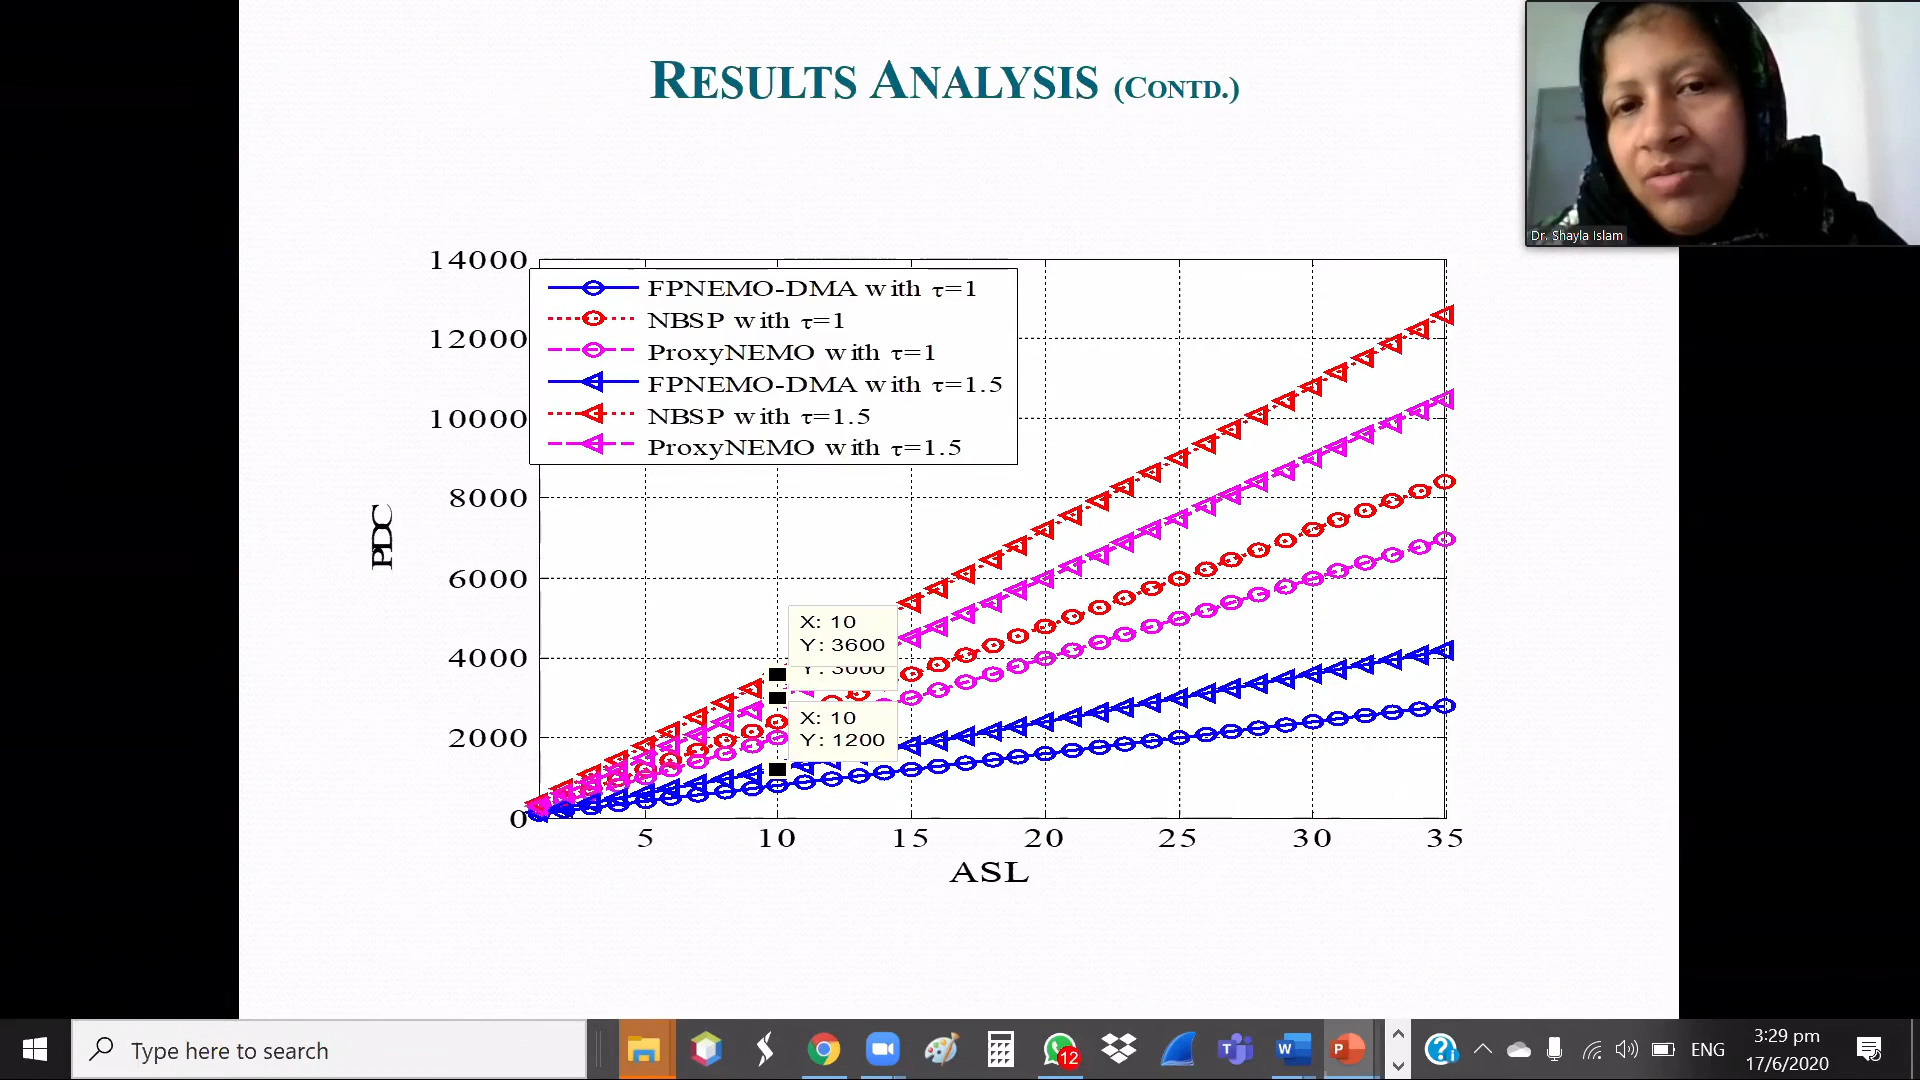 RESULTS ANALYSIS (CONTD.)
Dr. Shayla Islam
14000
12000
10000
8000
6000
4000
2000
0
PDC
FPNEMO-DMA with τ=1
NBSP with τ=1
ProxyNEMO with τ=1
FPNEMO-DMA with τ=1.5
NBSP with τ=1.5
ProxyNEMO with τ=1.5
X: 10
Y: 3600
Y: 3000
X: 10
Y: 1200
5 10 15 20 25 30 35
ASL
Type here to search
12
ENG
3:29 pm
17/6/2020